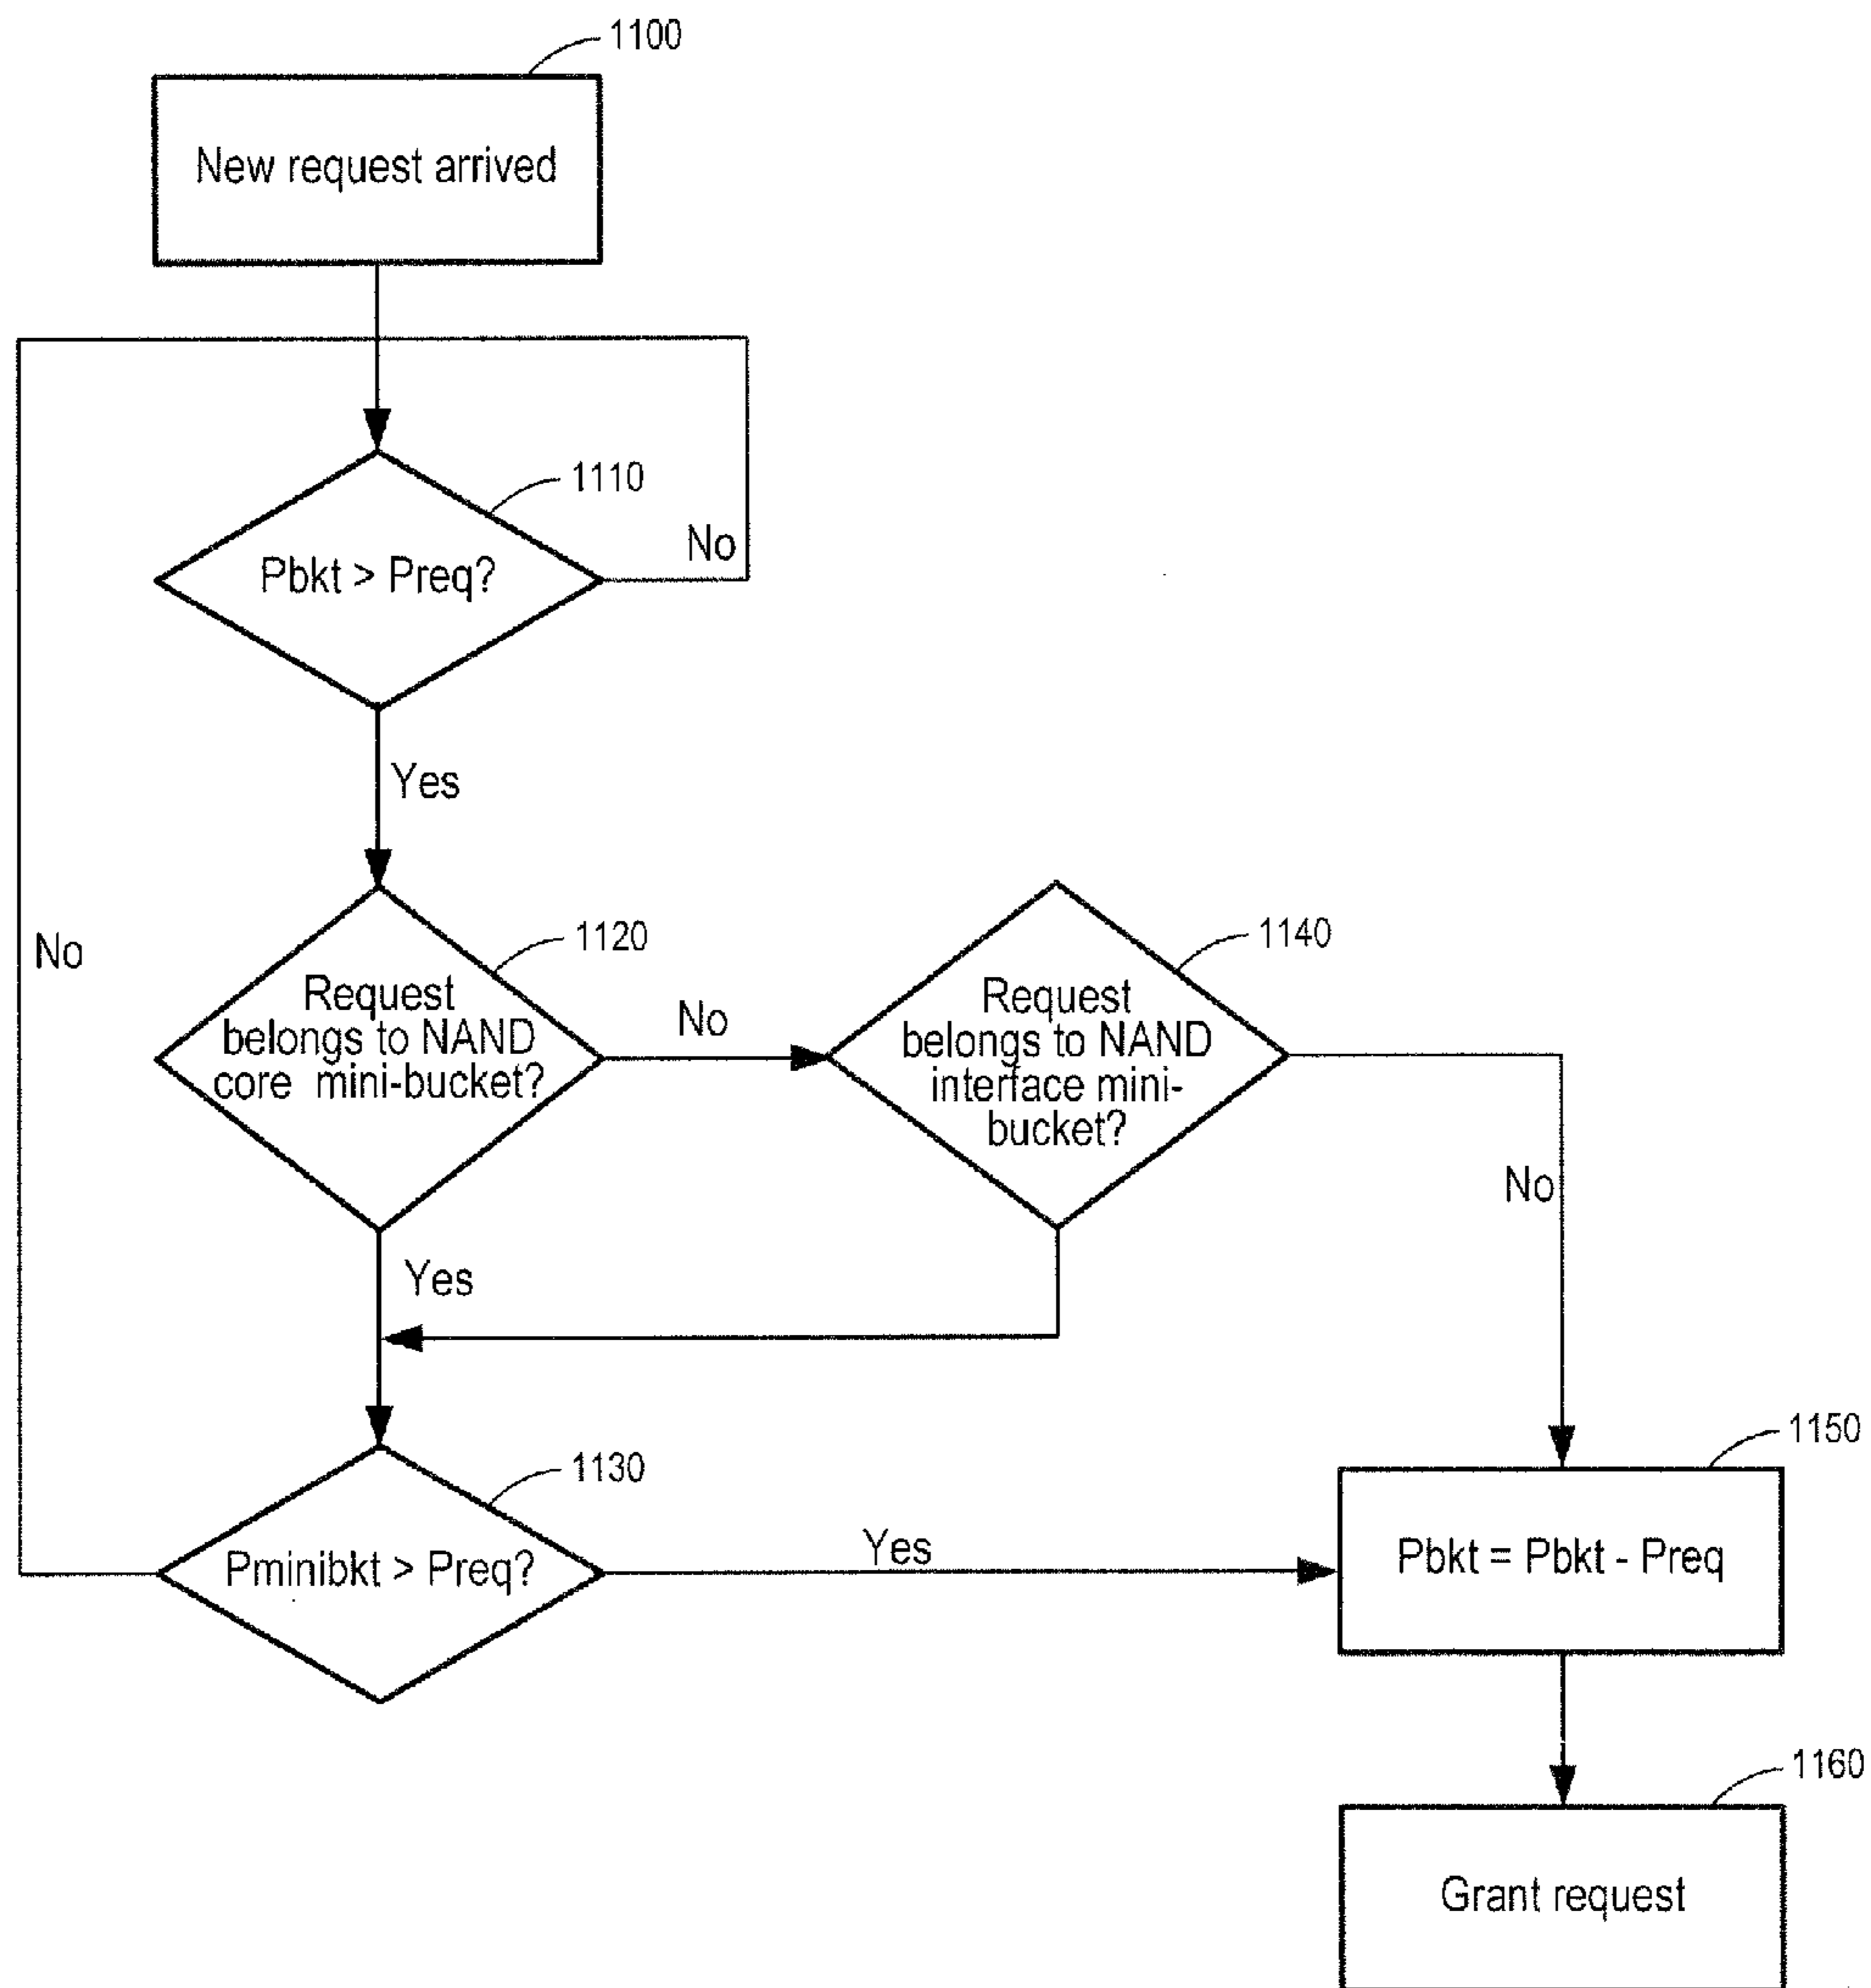 1100
New request arrived
1110
Pbkt > Preq?
No
Yes
No
1120
Request
belongs to NAND
core mini-bucket?
No
1140
Request
belongs to NAND
interface mini-
bucket?
No
Yes
1130
Pminibkt > Preq?
Yes
1150
Pbkt = Pbkt - Preq
1160
Grant request